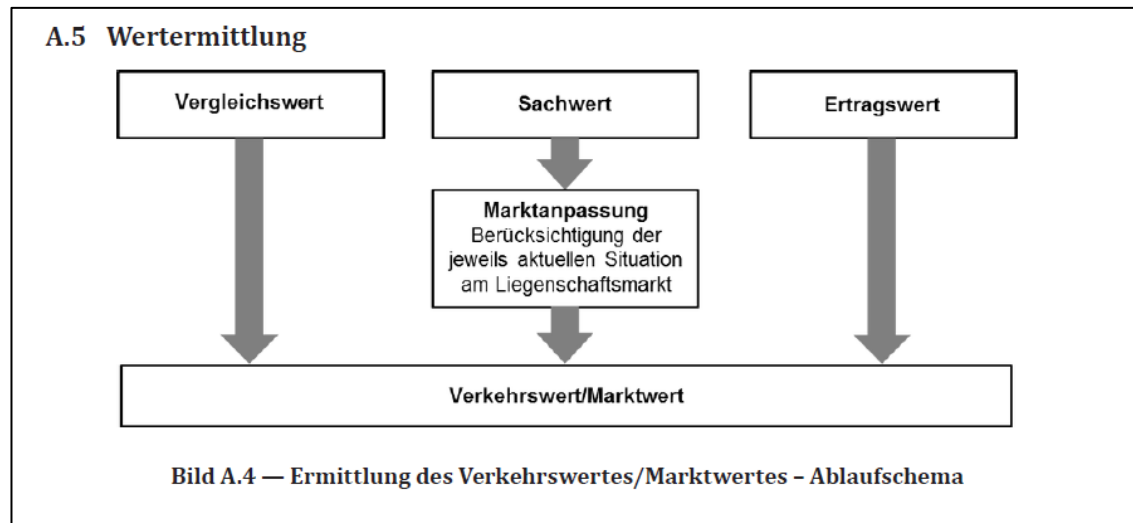 A.5 Wertermittlung
Vergleichswert
Sachwert
Ertragswert
Marktanpassung
Berücksichtigung der
jeweils aktuellen Situation
am Liegenschaftsmarkt
Verkehrswert/Marktwert
Bild A.4 — Ermittlung des Verkehrswertes/Marktwertes – Ablaufschema